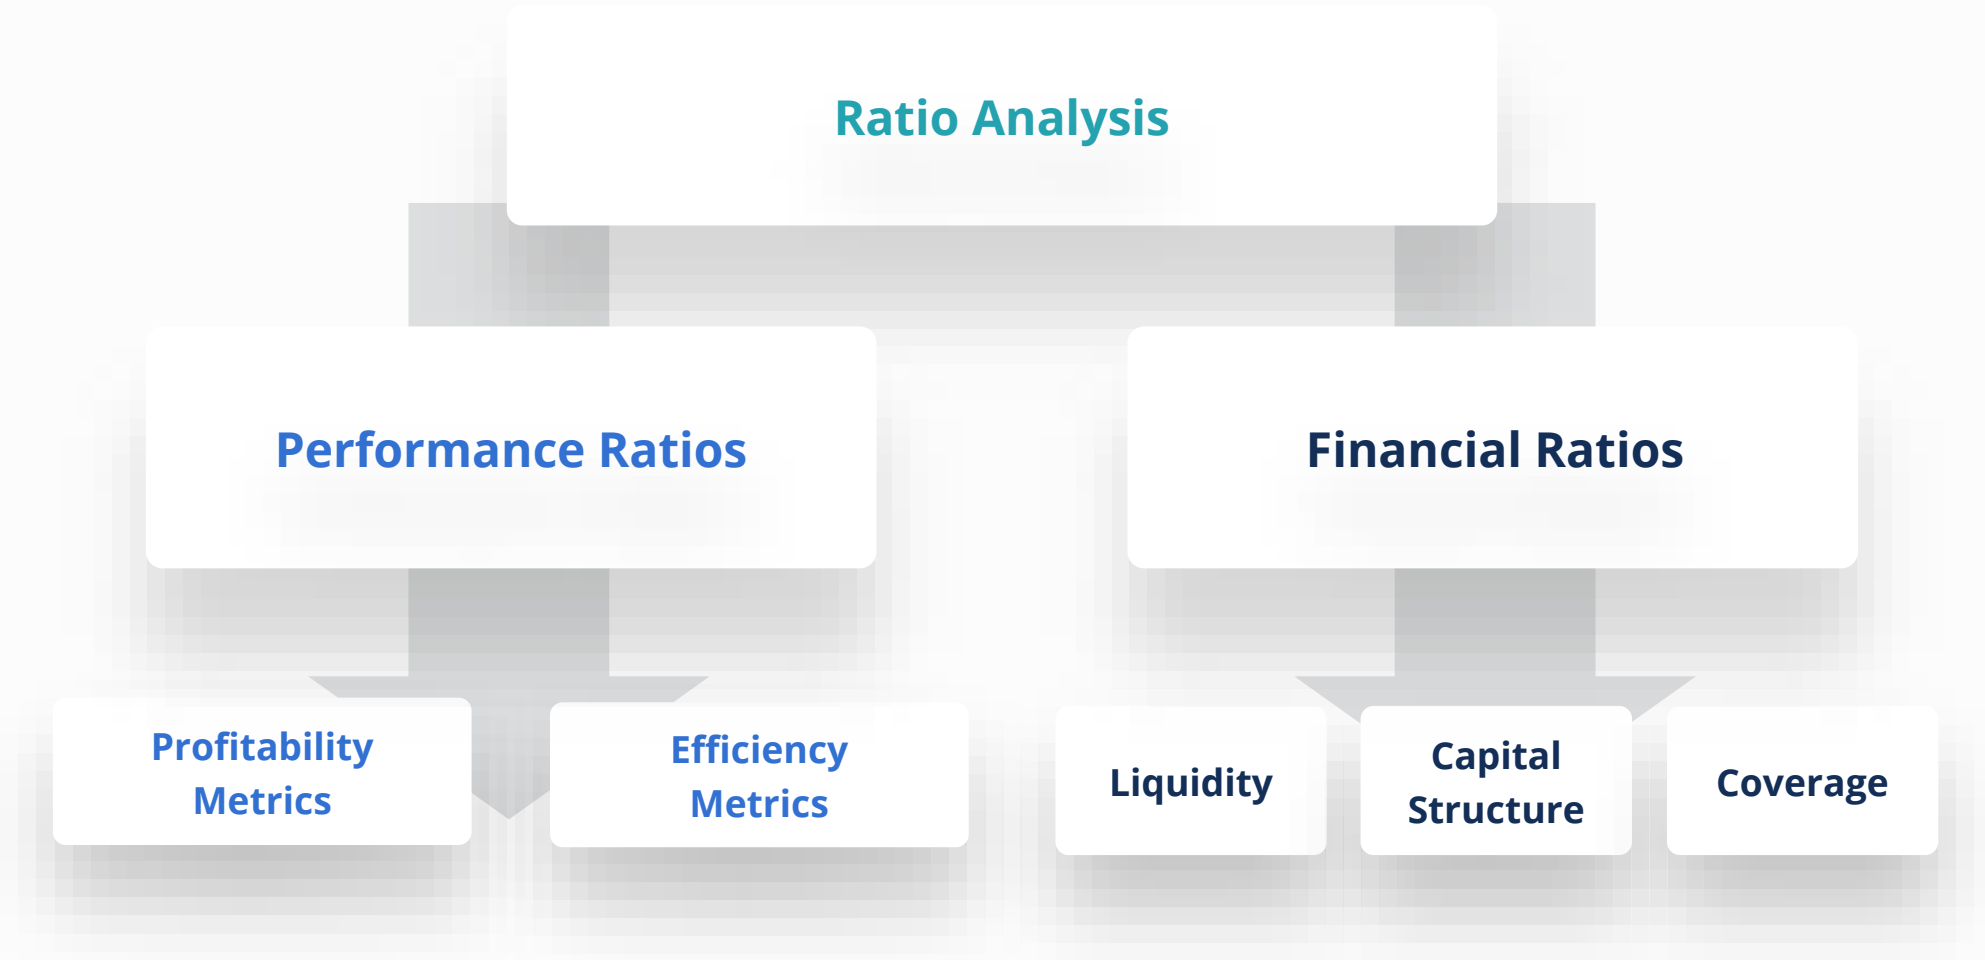 Ratio Analysis
Performance Ratios
Financial Ratios
Profitability
Metrics
Efficiency
Metrics
Liquidity
Capital
Structure
Coverage